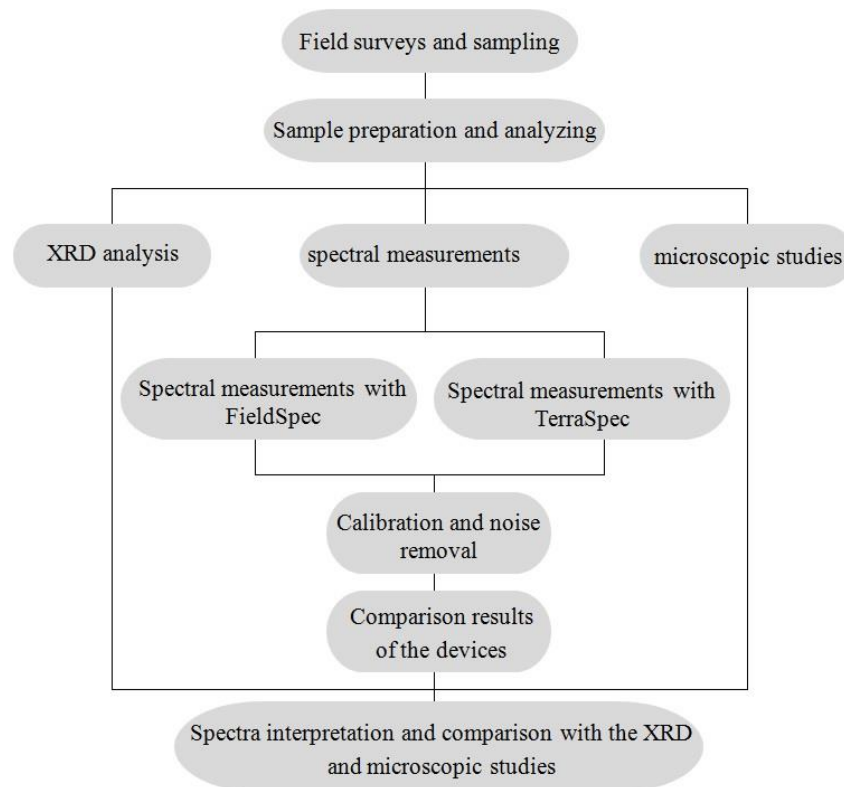 Field surveys and sampling
Sample preparation and analyzing
XRD analysis
spectral measurements
microscopic studies
Spectral measurements with
FieldSpec
Spectral measurements with
TerraSpec
Calibration and noise
removal
Comparison results
of the devices
Spectra interpretation and comparison with the XRD
and microscopic studies